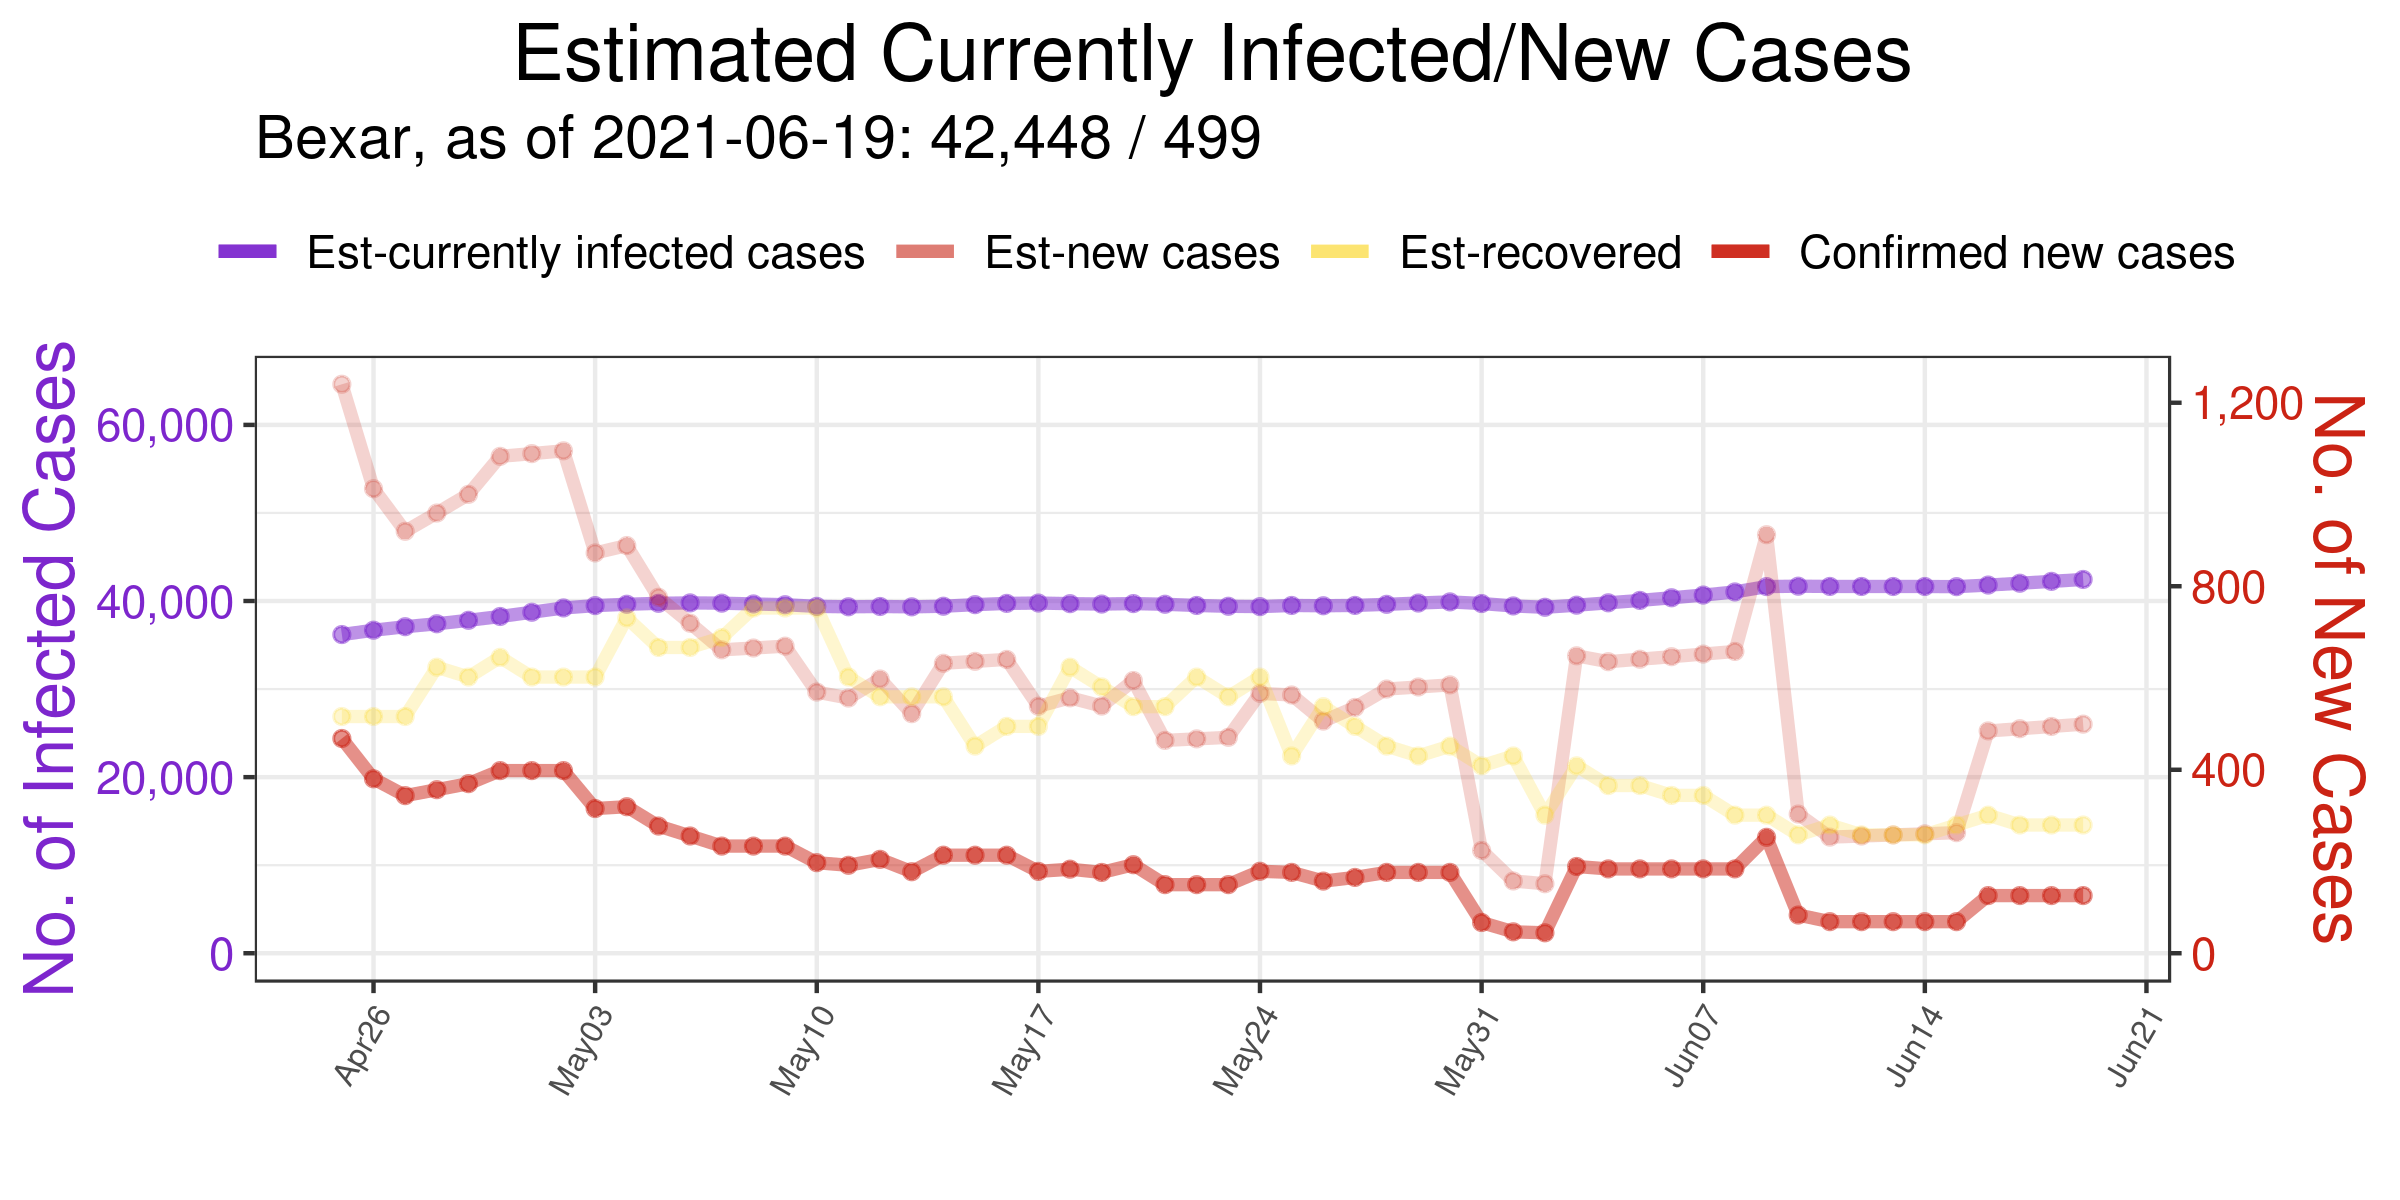 Estimated Currently Infected/New Cases
Bexar, as of 2021-06-19: 42,448 / 499
Est-currently infected cases Est-new cases Est-recovered Confirmed new cases
No. of Infected Cases
60,000
40,000
20,000
0
1,200
800
400
0
No. of New Cases
Apr26 May03 May10 May17 May24 May31 Jun07 Jun14 Jun21